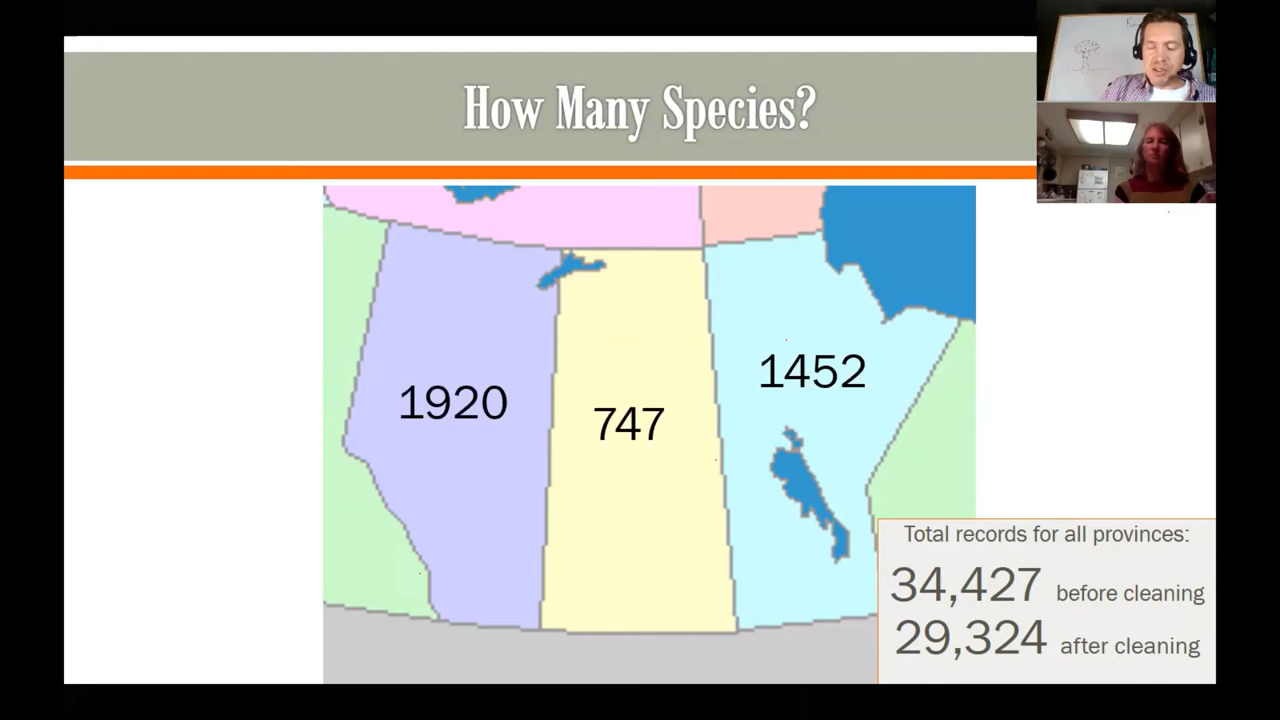 How Many Species?
1920
747
1452
Total records for all provinces:
34,427 before cleaning
29,324 after cleaning